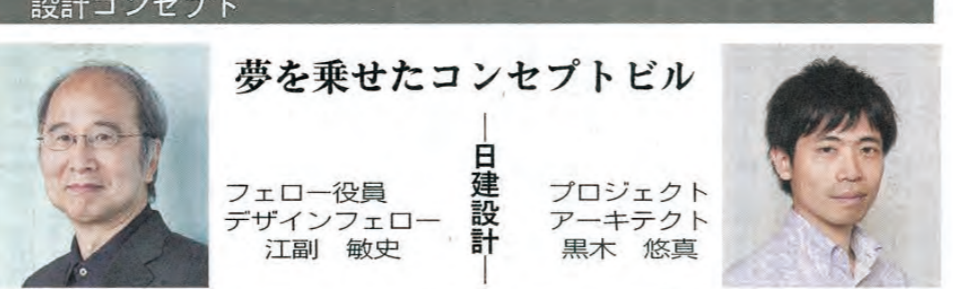 設計コンセプト
夢を乗せたコンセプトビル
日建設計
フェロー役員
デザインフェロー
江副 敏史
プロジェクト
アーキテクト
黒木 悠真